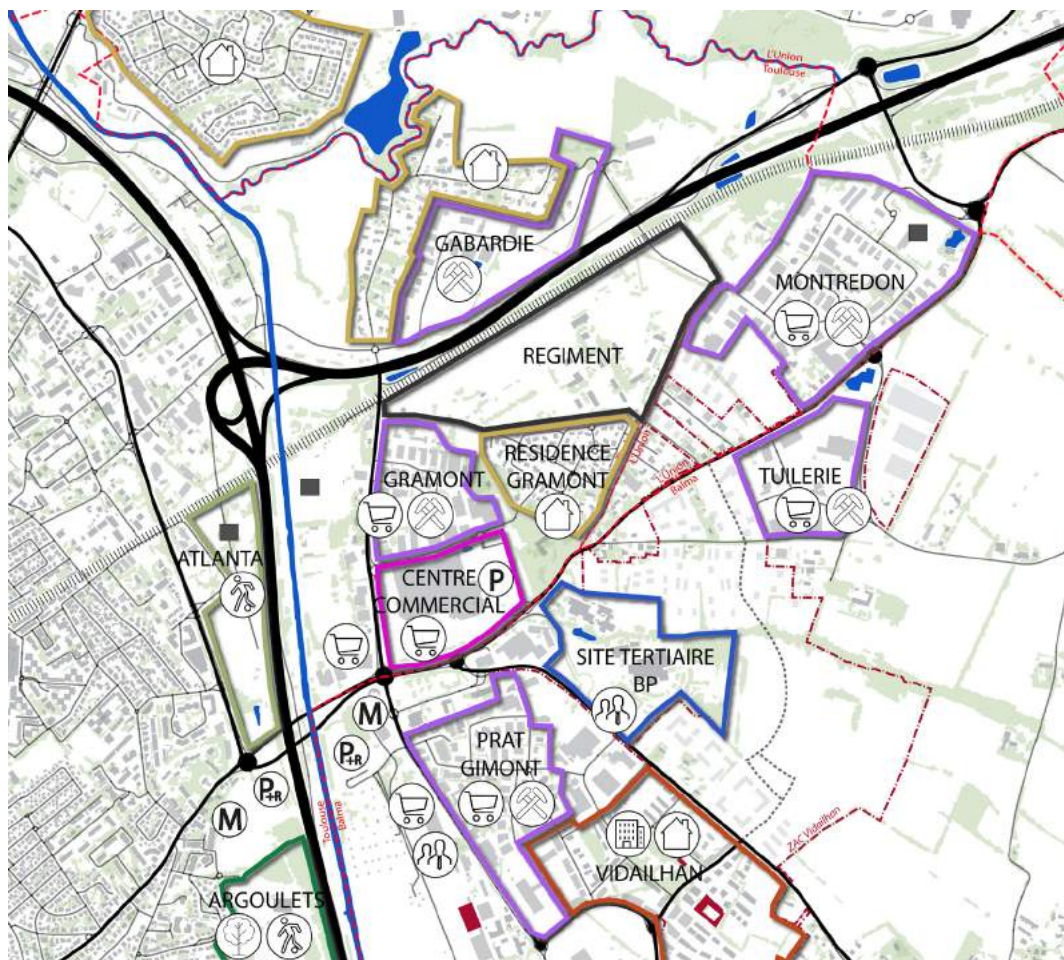 L'Union
Toulouse
GABARDIE
MONTREDON
REGIMENT
RESIDENCE
GRAMONT
GRAMONT
L'Union
L'Union
Balma
TUILERIE
ATLANTA
CENTRE
COMMERCIAL
P
SITE TERTIAIRE
BP
M
P+R
PRAT
GIMONT
P+R
M
Toulouse
Balma
ZAC Vidailhan
VIDAILHAN
ARGOULETS